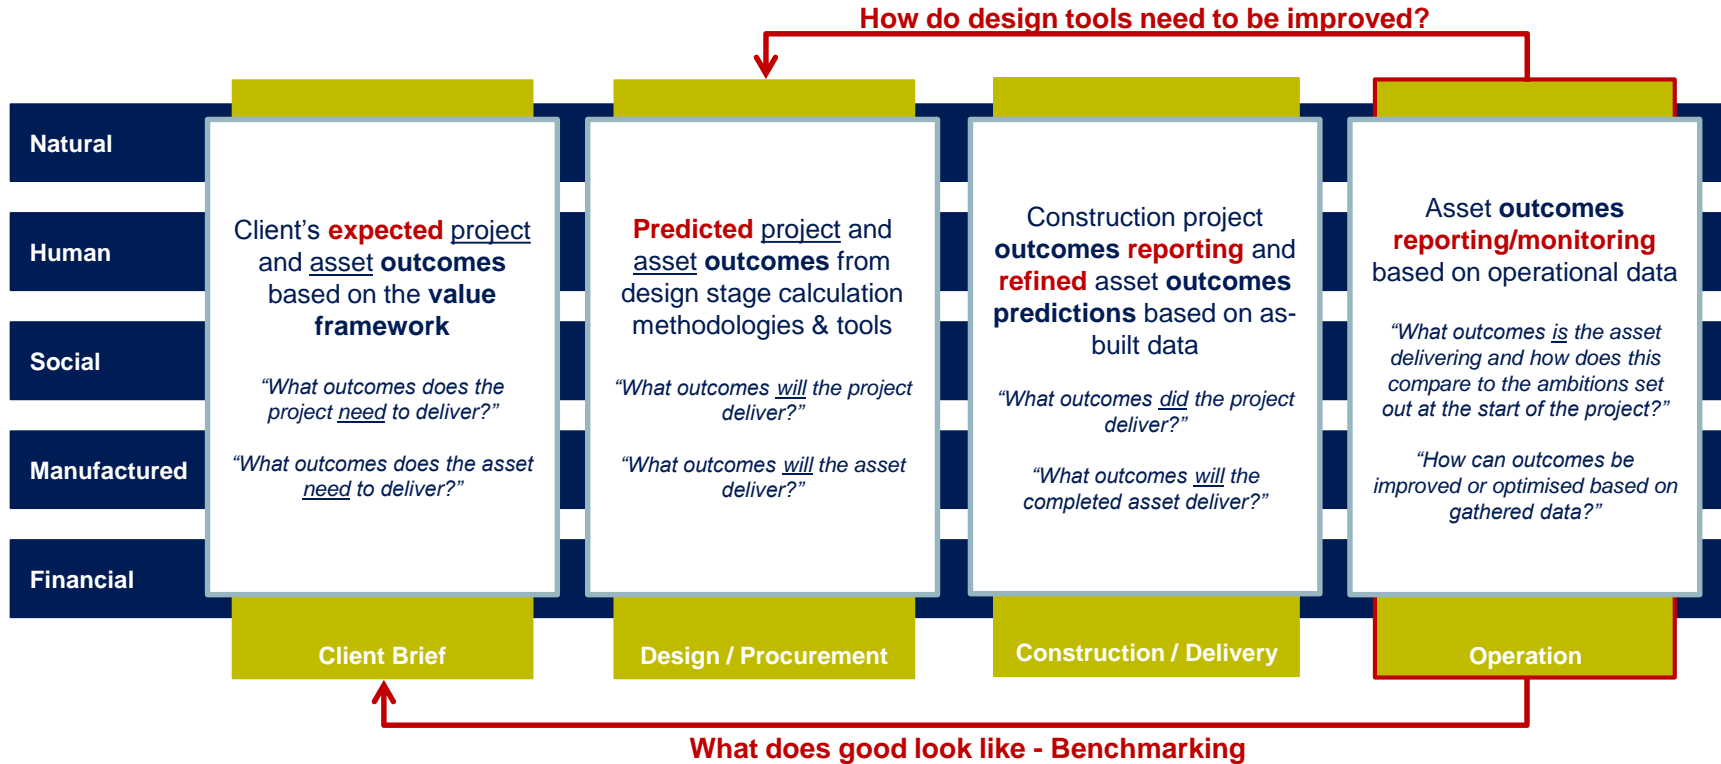 How do design tools need to be improved?
Natural
Human
Social
Manufactured
Financial
Client's expected project
and asset outcomes
based on the value
framework
“What outcomes does the
project need to deliver?”
“What outcomes does the asset
need to deliver?”
Client Brief
Predicted project and
asset outcomes from
design stage calculation
methodologies & tools
“What outcomes will the project
deliver?”
“What outcomes will the asset
deliver?”
Design / Procurement
Construction project
outcomes reporting and
refined asset outcomes
predictions based on as-
built data
“What outcomes did the project
deliver?”
“What outcomes will the
completed asset deliver?”
Construction / Delivery
Asset outcomes
reporting/monitoring
based on operational data
“What outcomes is the asset
delivering and how does this
compare to the ambitions set
out at the start of the project?”
“How can outcomes be
improved or optimised based on
gathered data?”
Operation
What does good look like - Benchmarking